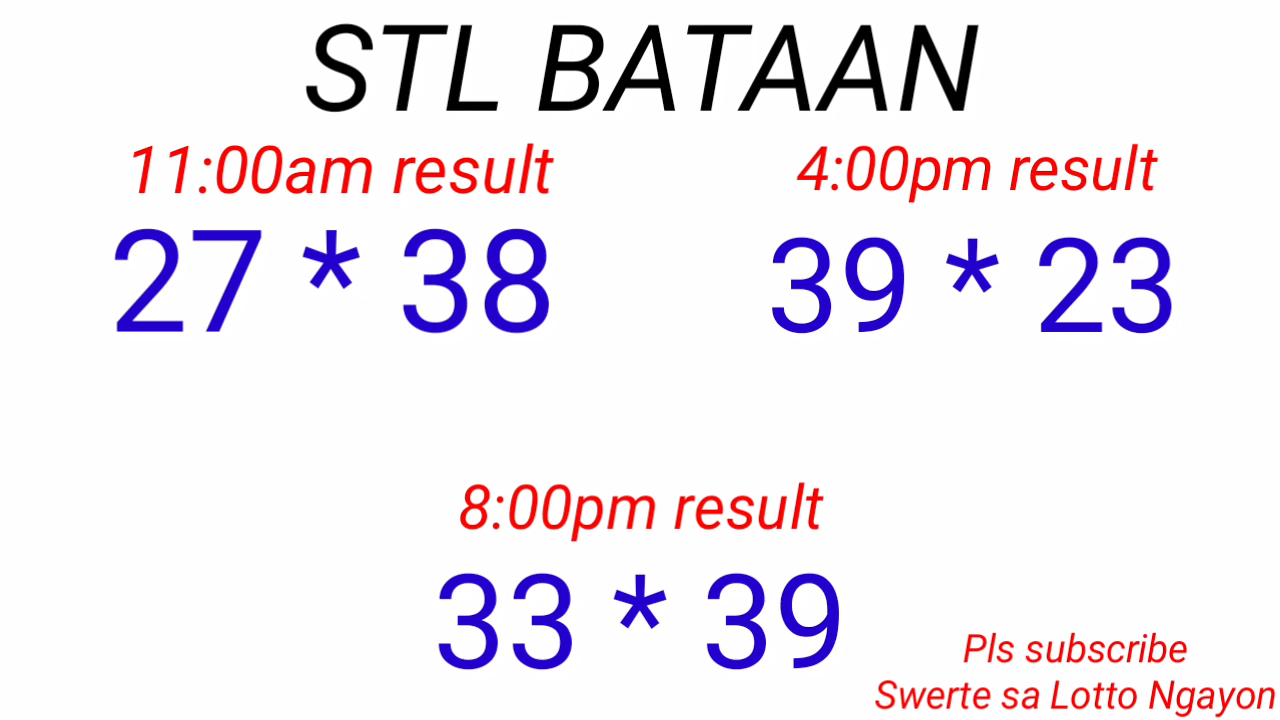 STL BATAAN
11:00am result
27 * 38
4:00pm result
39 * 23
8:00pm result
33 * 39
Pls subscribe
Swerte sa Lotto Ngayon